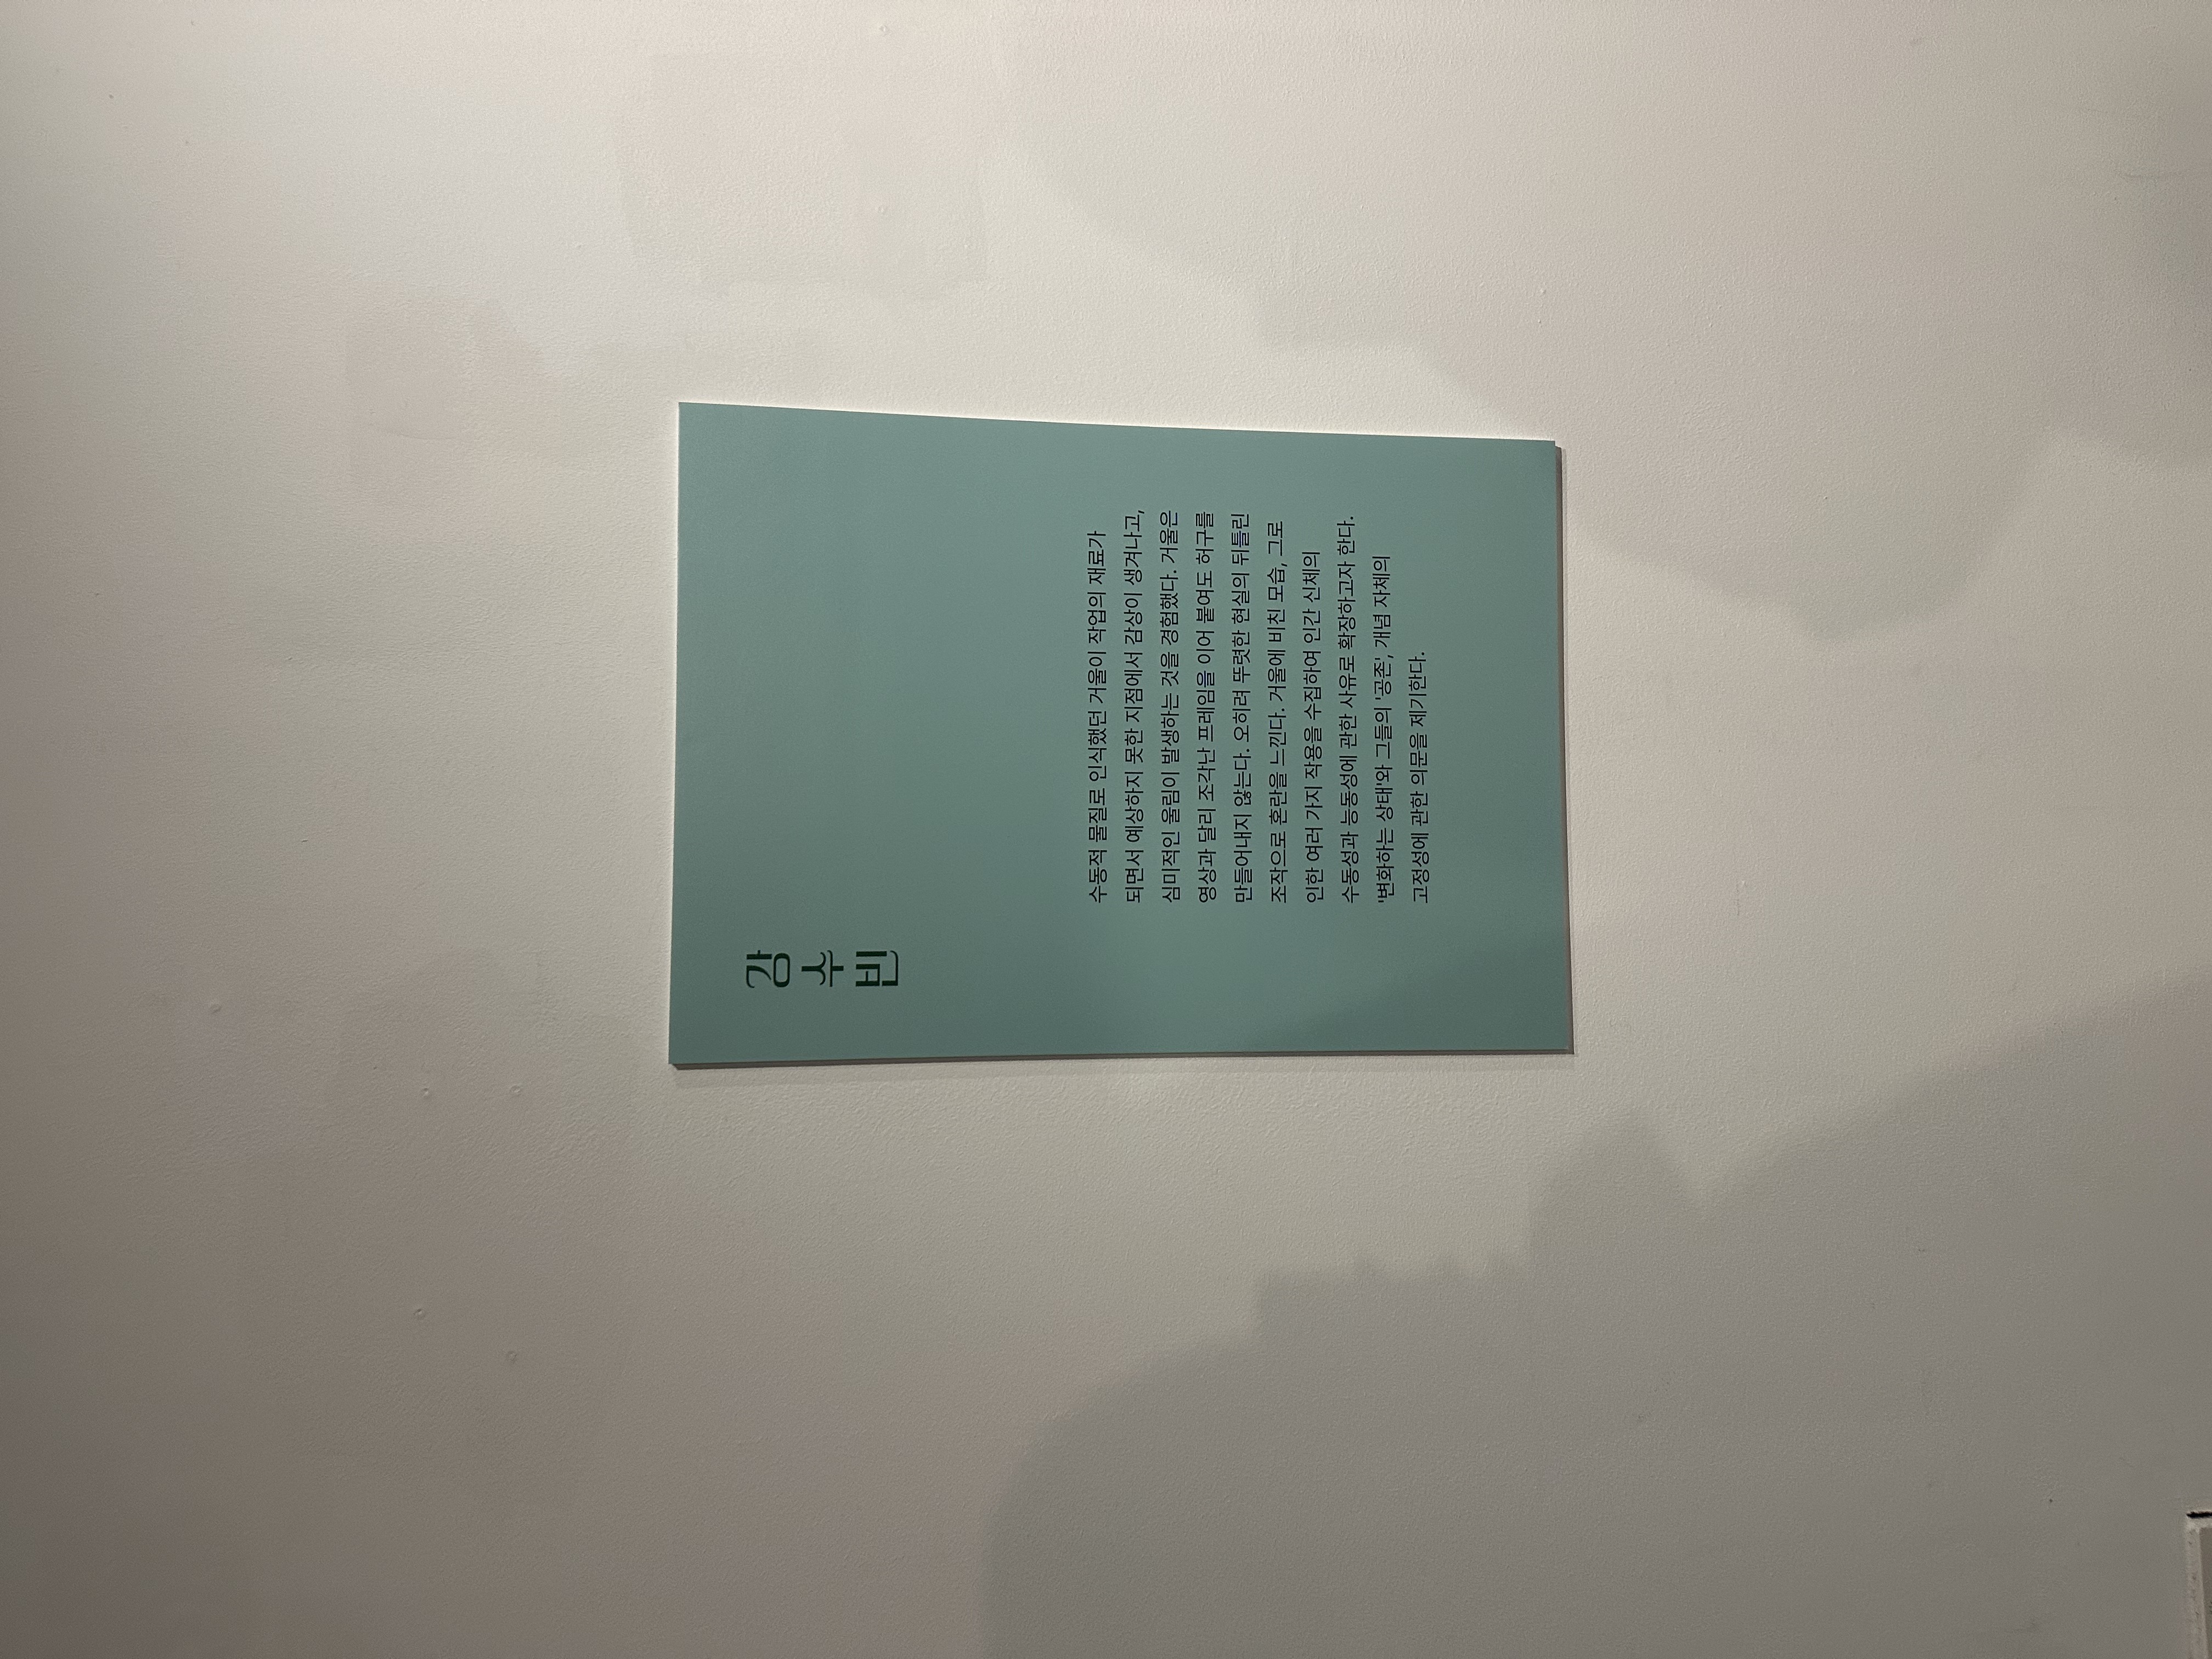 강수빈
수동적 물질로 인식했던 거울이 작업의 재료가
되면서 예상하지 못한 지점에서 감상이 생겨나고,
심미적인 울림이 발생하는 것을 경험했다. 거울은
영상과 달리 조각난 프레임을 이어 붙여도 허구를
만들어내지 않는다. 오히려 뚜렷한 현실의 뒤틀린
조작으로 혼란을 느낀다. 거울에 비친 모습, 그로
인한 여러 가지 작용을 수집하여 인간 신체의
수동성과 능동성에 관한 사유로 확장하고자 한다.
'변화하는 상태'와 그들의 '공존', 개념 자체의
고정성에 관한 의문을 제기한다.